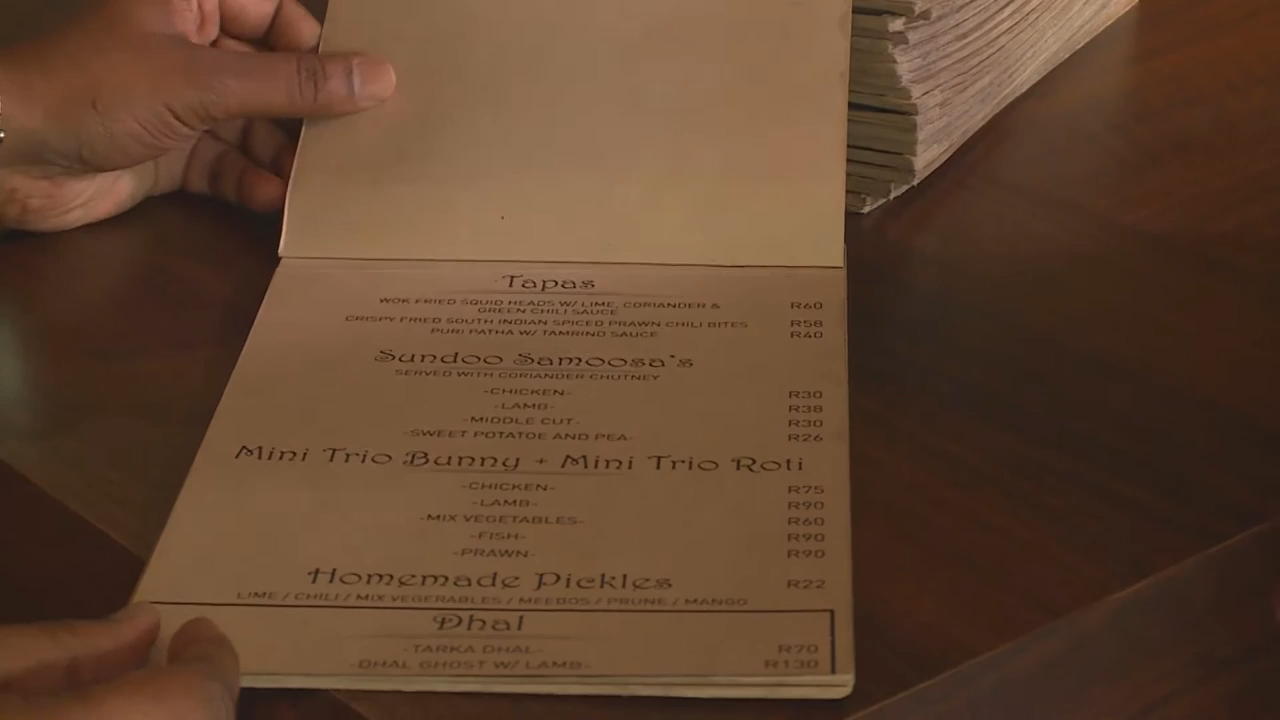 Tapas
WOK FRIED SQUID HEADS W/ LIME, CORIANDER & R60
GREEN CHILI SAUCE
CRISPY FRIED SOUTH INDIAN SPICED PRAWN CHILI BITES R58
PURI PATHA W/ TAMRIND SAUCE R40
Sundoo Samoosa's
SERVED WITH CORIANDER CHUTNEY
-CHICKEN- R30
-LAMB- R38
-MIDDLE CUT- R30
-SWEET POTATOE AND PEA- R26
Mini Trio Bunny + Mini Trio Roti
-CHICKEN- R75
-LAMB- R90
-MIX VEGETABLES- R60
-FISH- R90
-PRAWN- R90
Homemade Pickles R22
LIME / CHILI / MIX VEGERABLES / MEEBOS / PRUNE / MANGO
Dhal
-TARKA DHAL- R70
-DHAL GHOST W/ LAMB- R130